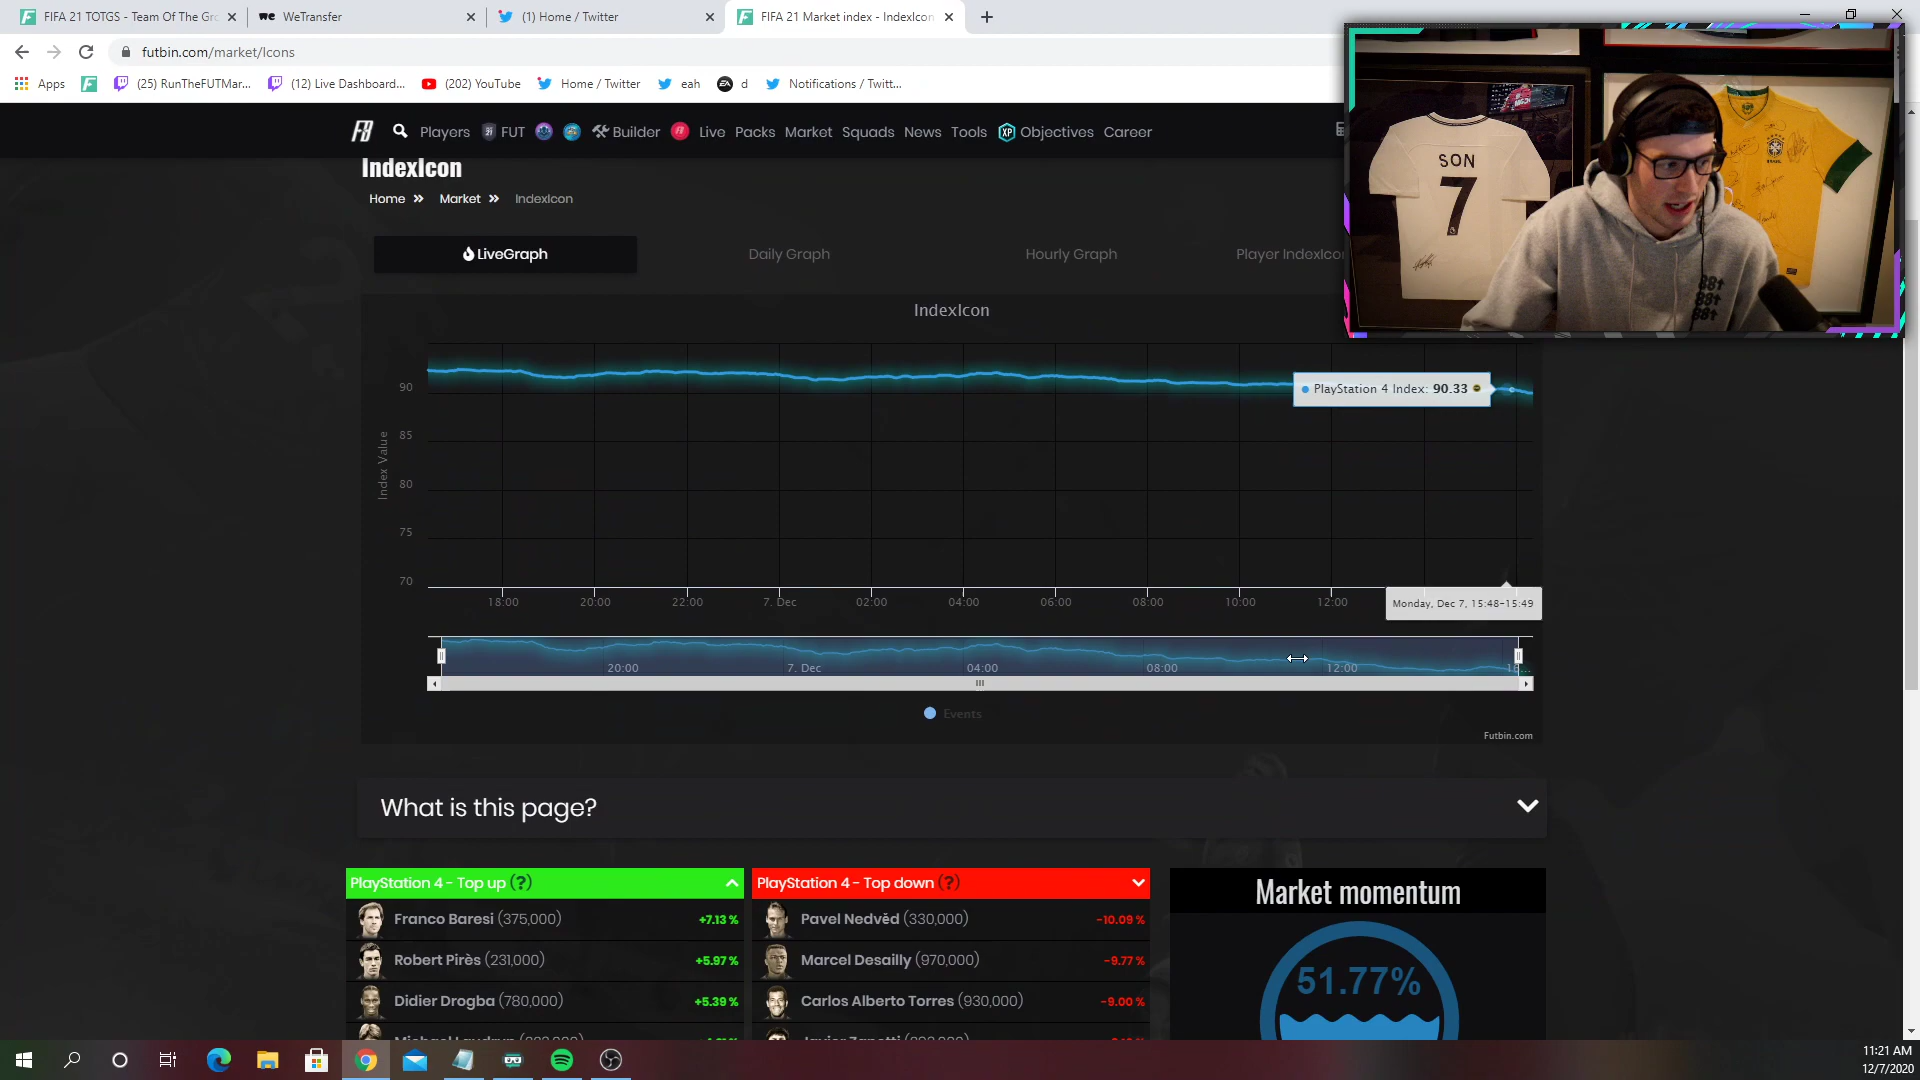 FIFA 21 TOTGS - Team Of The Gro
WeTransfer
(1) Home / Twitter
FIFA 21 Market index - IndexIcon
futbin.com/market/Icons
Apps
(25) RunTheFUTMar...
(12) Live Dashboard...
(202) YouTube
Home / Twitter
eah
EA
d
Notifications / Twitt...
Players
FUT
Builder
Live
Packs
Market
Squads
News
Tools
XP
Objectives
Career
SON
7
88↑
88↑
88↑
IndexIcon
Home » Market » IndexIcon
LiveGraph
Daily Graph
Hourly Graph
Player IndexIcon
IndexIcon
PlayStation 4 Index: 90.33
Index Value
90
85
80
75
70
18:00
20:00
22:00
7. Dec
02:00
04:00
06:00
08:00
10:00
12:00
Monday, Dec 7, 15:48-15:49
20:00
7. Dec
04:00
08:00
12:00
Events
Futbin.com
What is this page?
PlayStation 4 - Top up (?)
Franco Baresi (375,000) +7.13 %
Robert Pirès (231,000) +5.97 %
Didier Drogba (780,000) +5.39 %
PlayStation 4 - Top down (?)
Pavel Nedvěd (330,000) -10.09 %
Marcel Desailly (970,000) -9.77 %
Carlos Alberto Torres (930,000) -9.00 %
Market momentum
51.77%
11:21 AM
12/7/2020